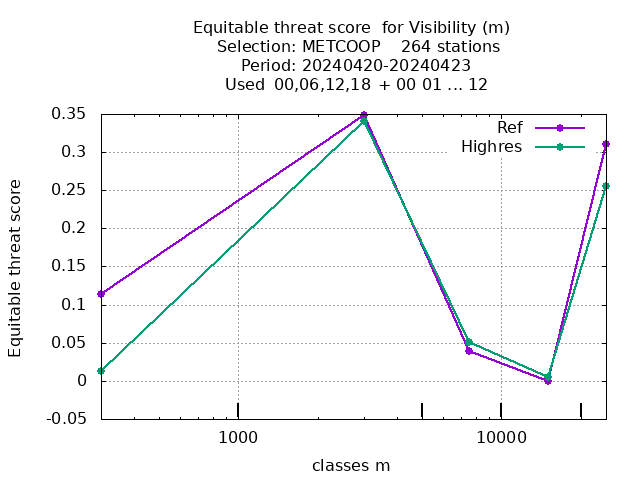 Equitable threat score  for Visibility (m)
Selection: METCOOP    264 stations
Period: 20240420-20240423
Used  00,06,12,18 + 00 01 ... 12
Ref
Highres
Equitable threat score
0.35
0.3
0.25
0.2
0.15
0.1
0.05
0
-0.05
1000
10000
classes m